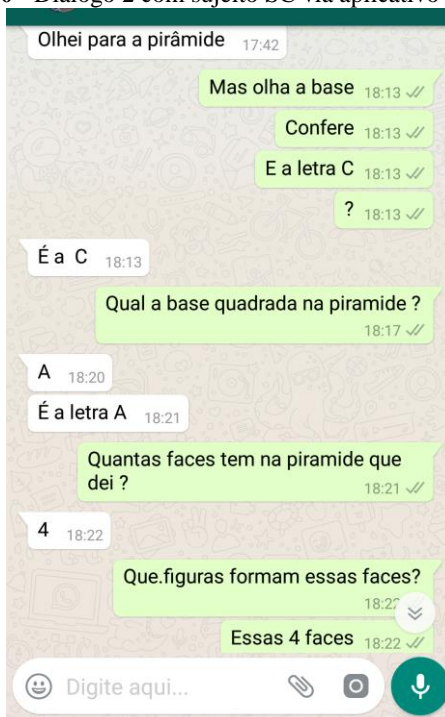 Diálogo 2 com sujeito SC via aplicativo
Olhei para a pirâmide 17:42
Mas olha a base 18:13
Confere 18:13
E a letra C 18:13
? 18:13
É a C 18:13
Qual a base quadrada na piramide ?
18:17
A 18:20
É a letra A 18:21
Quantas faces tem na piramide que
dei ? 18:21
4 18:22
Que.figuras formam essas faces?
Essas 4 faces 18:22
Digite aqui...